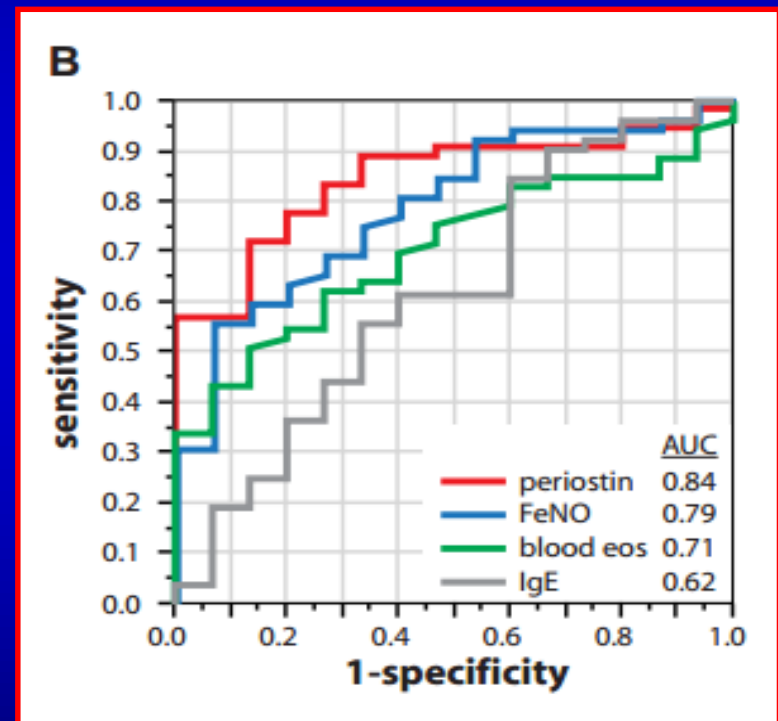 B
1.0
0.9
0.8
0.7
0.6
0.5
0.4
0.3
0.2
0.1
0.0
sensitivity
AUC
periostin 0.84
FeNO 0.79
blood eos 0.71
IgE 0.62
0.0 0.2 0.4 0.6 0.8 1.0
1-specificity